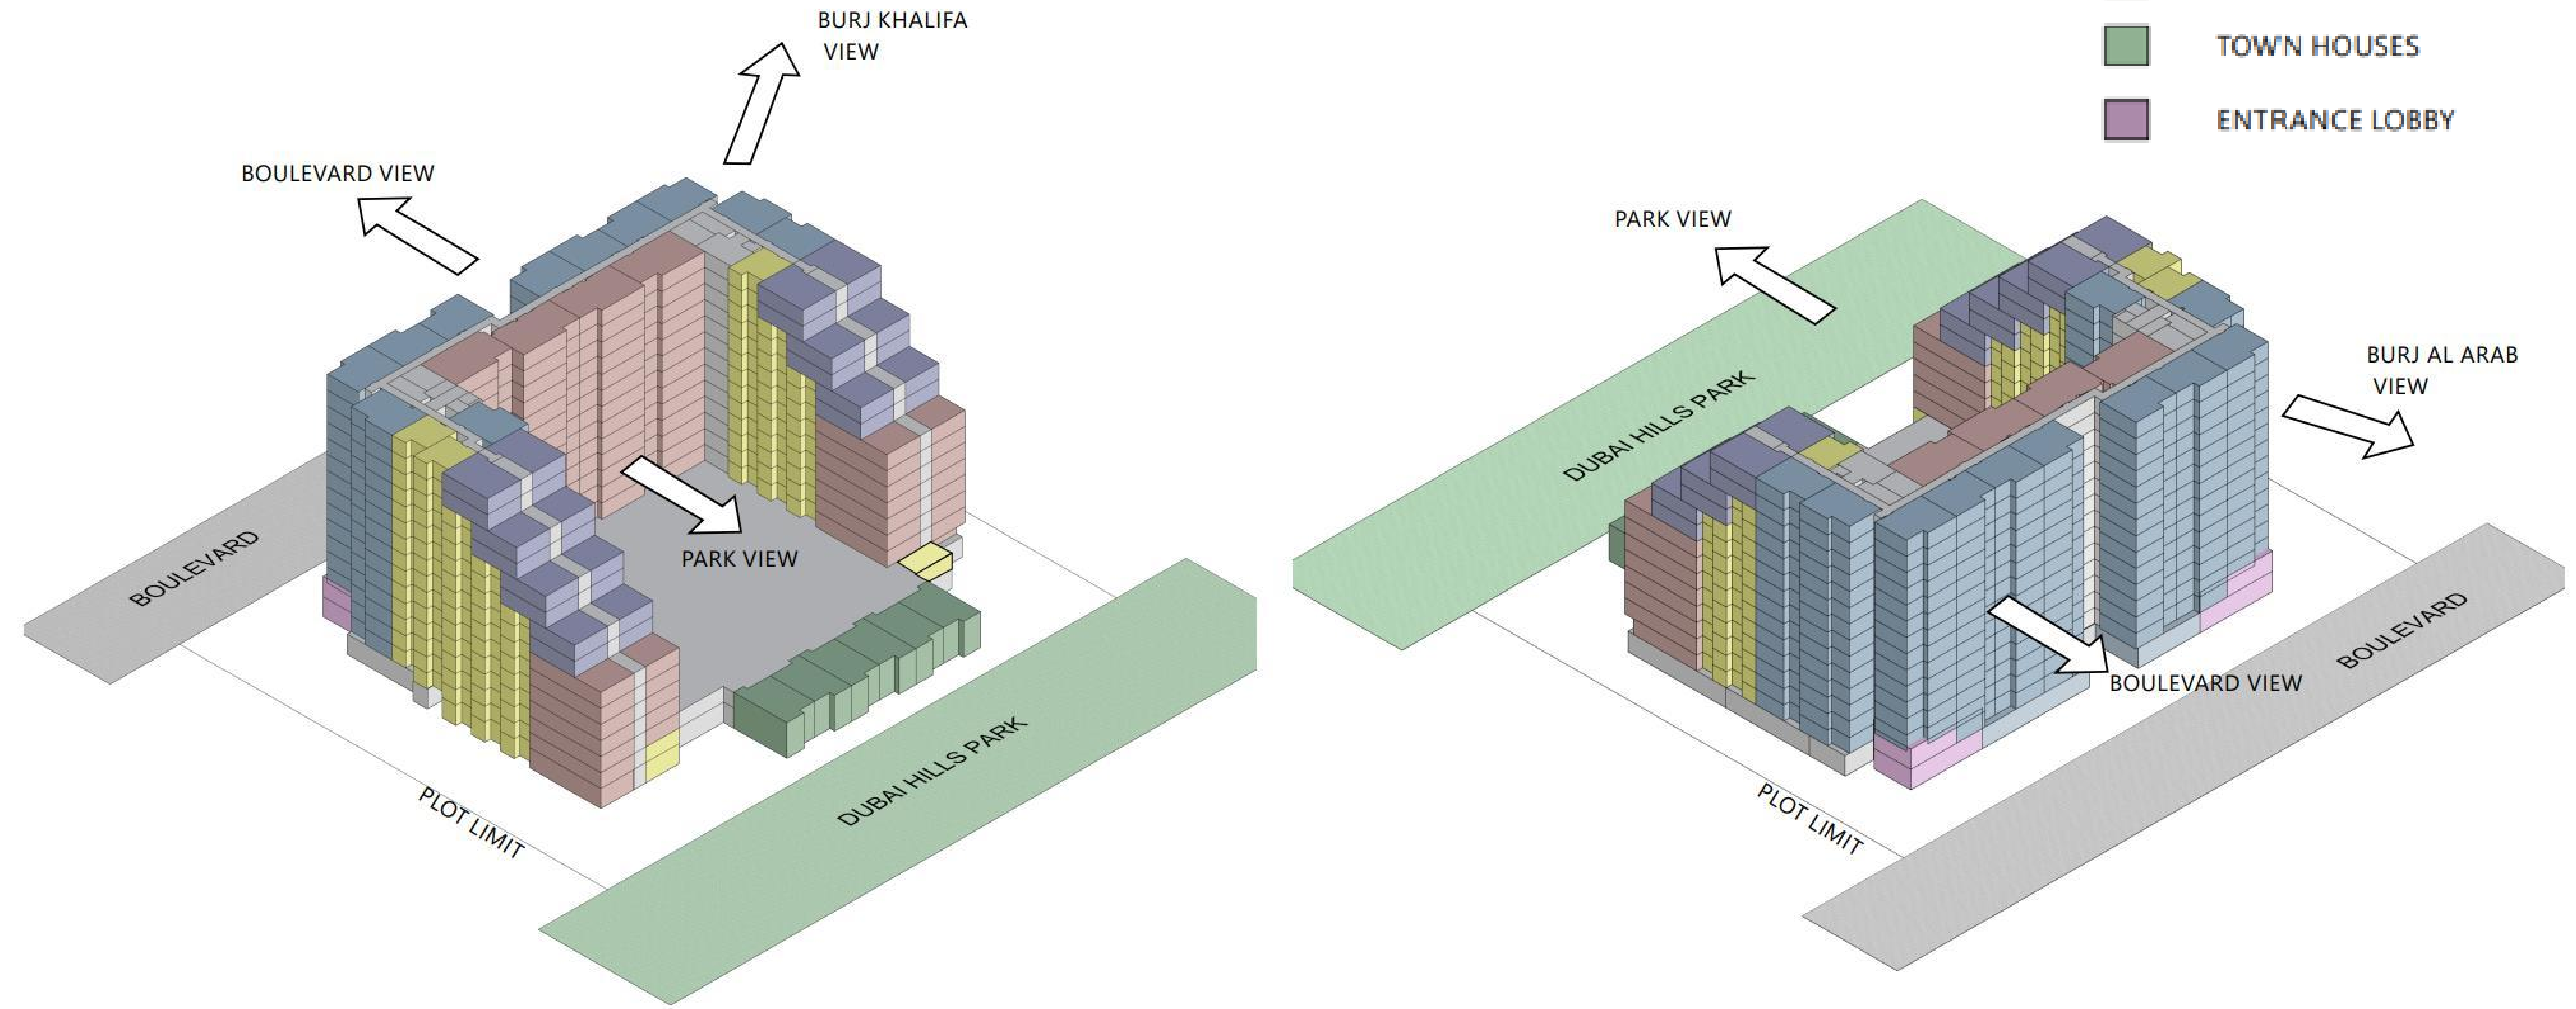 BURJ KHALIFA
VIEW
BOULEVARD VIEW
BOULEVARD
PARK VIEW
DUBAI HILLS PARK
PLOT LIMIT
TOWN HOUSES
ENTRANCE LOBBY
PARK VIEW
DUBAI HILLS PARK
BURJ AL ARAB
VIEW
BOULEVARD
BOULEVARD VIEW
PLOT LIMIT